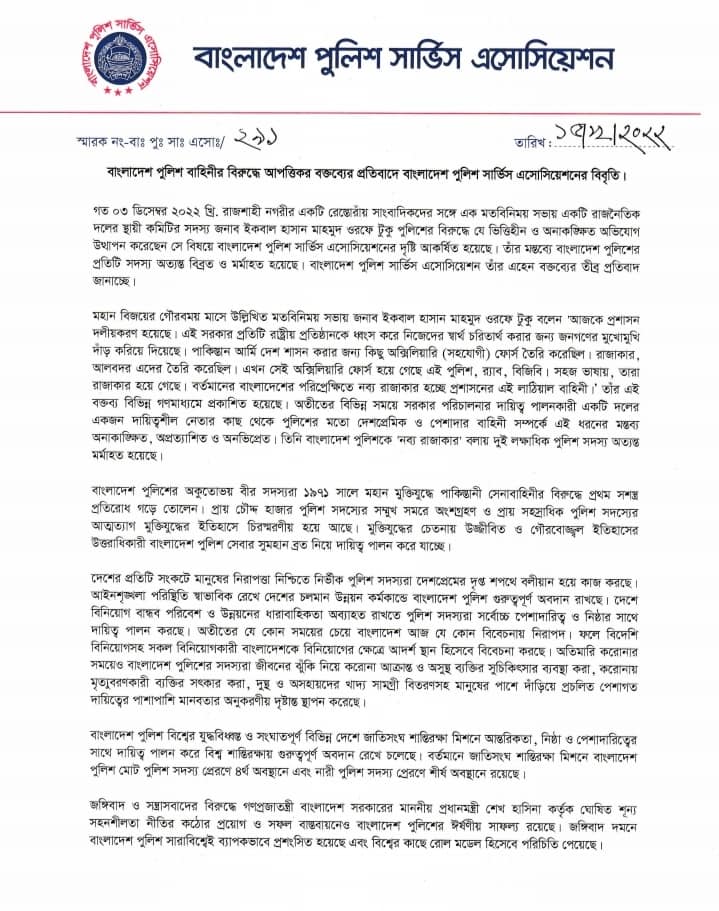 বাংলাদেশ পুলিশ সার্ভিস এসোসিয়েশন
বাংলাদেশ পুলিশ সার্ভিস এসোসিয়েশন
স্মারক নং-বাঃ পুঃ সাঃ এসোঃ/ ২৯১
তারিখ: /২০২২
বাংলাদেশ পুলিশ বাহিনীর বিরুদ্ধে আপত্তিকর বক্তব্যের প্রতিবাদে বাংলাদেশ পুলিশ সার্ভিস এসোসিয়েশনের বিবৃতি।
গত ০৩ ডিসেম্বর ২০২২ খ্রি. রাজশাহী নগরীর একটি রেস্তোরাঁয় সাংবাদিকদের সঙ্গে এক মতবিনিময় সভায় একটি রাজনৈতিক
দলের স্থায়ী কমিটির সদস্য জনাব ইকবাল হাসান মাহমুদ ওরফে টুকু পুলিশের বিরুদ্ধে যে ভিত্তিহীন ও অনাকাঙ্ক্ষিত অভিযোগ
উত্থাপন করেছেন সে বিষয়ে বাংলাদেশ পুলিশ সার্ভিস এসোসিয়েশনের দৃষ্টি আকর্ষিত হয়েছে। তাঁর মন্তব্যে বাংলাদেশ পুলিশের
প্রতিটি সদস্য অত্যন্ত বিব্রত ও মর্মাহত হয়েছে। বাংলাদেশ পুলিশ সার্ভিস এসোসিয়েশন তাঁর এহেন বক্তব্যের তীব্র প্রতিবাদ
জানাচ্ছে।
মহান বিজয়ের গৌরবময় মাসে উল্লিখিত মতবিনিময় সভায় জনাব ইকবাল হাসান মাহমুদ ওরফে টুকু বলেন 'আজকে প্রশাসন
দলীয়করণ হয়েছে। এই সরকার প্রতিটি রাষ্ট্রীয় প্রতিষ্ঠানকে ধ্বংস করে নিজেদের স্বার্থ চরিতার্থ করার জন্য জনগণের মুখোমুখি
দাঁড় করিয়ে দিয়েছে। পাকিস্তান আর্মি দেশ শাসন করার জন্য কিছু অক্সিলিয়ারি (সহযোগী) ফোর্স তৈরি করেছিল। রাজাকার,
আলবদর এদের তৈরি করেছিল। এখন সেই অক্সিলিয়ারি ফোর্স হয়ে গেছে এই পুলিশ, র‍্যাব, বিজিবি। সহজ ভাষায়, তারা
রাজাকার হয়ে গেছে। বর্তমানের বাংলাদেশের পরিপ্রেক্ষিতে নব্য রাজাকার হচ্ছে প্রশাসনের এই লাঠিয়াল বাহিনী।' তাঁর এই
বক্তব্য বিভিন্ন গণমাধ্যমে প্রকাশিত হয়েছে। অতীতের বিভিন্ন সময়ে সরকার পরিচালনার দায়িত্ব পালনকারী একটি দলের
একজন দায়িত্বশীল নেতার কাছ থেকে পুলিশের মতো দেশপ্রেমিক ও পেশাদার বাহিনী সম্পর্কে এই ধরনের মন্তব্য
অনাকাঙ্ক্ষিত, অপ্রত্যাশিত ও অনভিপ্রেত। তিনি বাংলাদেশ পুলিশকে 'নব্য রাজাকার' বলায় দুই লক্ষাধিক পুলিশ সদস্য অত্যন্ত
মর্মাহত হয়েছে।
বাংলাদেশ পুলিশের অকুতোভয় বীর সদস্যরা ১৯৭১ সালে মহান মুক্তিযুদ্ধে পাকিস্তানী সেনাবাহিনীর বিরুদ্ধে প্রথম সশস্ত্র
প্রতিরোধ গড়ে তোলেন। প্রায় চৌদ্দ হাজার পুলিশ সদস্যের সম্মুখ সমরে অংশগ্রহণ ও প্রায় সহস্রাধিক পুলিশ সদস্যের
আত্মত্যাগ মুক্তিযুদ্ধের ইতিহাসে চিরস্মরণীয় হয়ে আছে। মুক্তিযুদ্ধের চেতনায় উজ্জীবিত ও গৌরবোজ্জ্বল ইতিহাসের
উত্তরাধিকারী বাংলাদেশ পুলিশ সেবার সুমহান ব্রত নিয়ে দায়িত্ব পালন করে যাচ্ছে।
দেশের প্রতিটি সংকটে মানুষের নিরাপত্তা নিশ্চিতে নির্ভীক পুলিশ সদস্যরা দেশপ্রেমের দৃপ্ত শপথে বলীয়ান হয়ে কাজ করছে।
আইনশৃঙ্খলা পরিস্থিতি স্বাভাবিক রেখে দেশের চলমান উন্নয়ন কর্মকান্ডে বাংলাদেশ পুলিশ গুরুত্বপূর্ণ অবদান রাখছে। দেশে
বিনিয়োগ বান্ধব পরিবেশ ও উন্নয়নের ধারাবাহিকতা অব্যাহত রাখতে পুলিশ সদস্যরা সর্বোচ্চ পেশাদারিত্ব ও নিষ্ঠার সাথে
দায়িত্ব পালন করছে। অতীতের যে কোন সময়ের চেয়ে বাংলাদেশ আজ যে কোন বিবেচনায় নিরাপদ। ফলে বিদেশি
বিনিয়োগসহ সকল বিনিয়োগকারী বাংলাদেশকে বিনিয়োগের ক্ষেত্রে আদর্শ স্থান হিসেবে বিবেচনা করছে। অতিমারি করোনার
সময়েও বাংলাদেশ পুলিশের সদস্যরা জীবনের ঝুঁকি নিয়ে করোনা আক্রান্ত ও অসুস্থ ব্যক্তির সুচিকিৎসার ব্যবস্থা করা, করোনায়
মৃত্যুবরণকারী ব্যক্তির সৎকার করা, দুস্থ ও অসহায়দের খাদ্য সামগ্রী বিতরণসহ মানুষের পাশে দাঁড়িয়ে প্রচলিত পেশাগত
দায়িত্বের পাশাপাশি মানবতার অনুকরণীয় দৃষ্টান্ত স্থাপন করেছে।
বাংলাদেশ পুলিশ বিশ্বের যুদ্ধবিধ্বস্ত ও সংঘাতপূর্ণ বিভিন্ন দেশে জাতিসংঘ শান্তিরক্ষা মিশনে আন্তরিকতা, নিষ্ঠা ও পেশাদারিত্বের
সাথে দায়িত্ব পালন করে বিশ্ব শান্তিরক্ষায় গুরুত্বপূর্ণ অবদান রেখে চলেছে। বর্তমানে জাতিসংঘ শান্তিরক্ষা মিশনে বাংলাদেশ
পুলিশ মোট পুলিশ সদস্য প্রেরণে ৪র্থ অবস্থানে এবং নারী পুলিশ সদস্য প্রেরণে শীর্ষ অবস্থানে রয়েছে।
জঙ্গিবাদ ও সন্ত্রাসবাদের বিরুদ্ধে গণপ্রজাতন্ত্রী বাংলাদেশ সরকারের মাননীয় প্রধানমন্ত্রী শেখ হাসিনা কর্তৃক ঘোষিত শূন্য
সহনশীলতা নীতির কঠোর প্রয়োগ ও সফল বাস্তবায়নেও বাংলাদেশ পুলিশের ঈর্ষণীয় সাফল্য রয়েছে। জঙ্গিবাদ দমনে
বাংলাদেশ পুলিশ সারাবিশ্বেই ব্যাপকভাবে প্রশংসিত হয়েছে এবং বিশ্বের কাছে রোল মডেল হিসেবে পরিচিতি পেয়েছে।